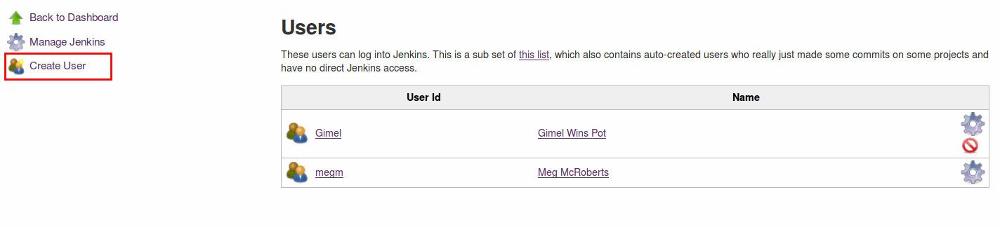 Back to Dashboard
Manage Jenkins
Create User
Users
These users can log into Jenkins. This is a sub set of this list, which also contains auto-created users who really just made some commits on some projects and
have no direct Jenkins access.
User Id Name
Gimel Gimel Wins Pot
megm Meg McRoberts